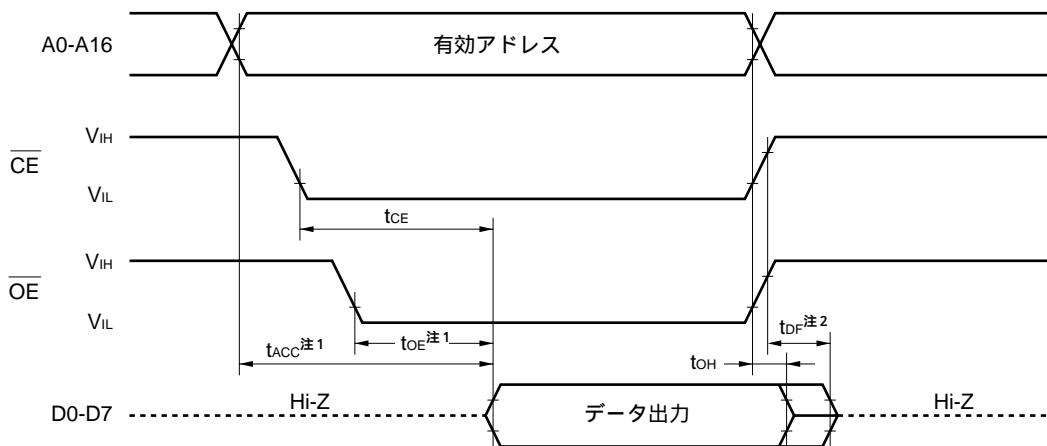 A0-A16
有効アドレス
VIH
CE
VIL
tCE
VIH
OE
VIL
tACC注1
tOE注1
tDF注2
tOH
D0-D7
Hi-Z
データ出力
Hi-Z